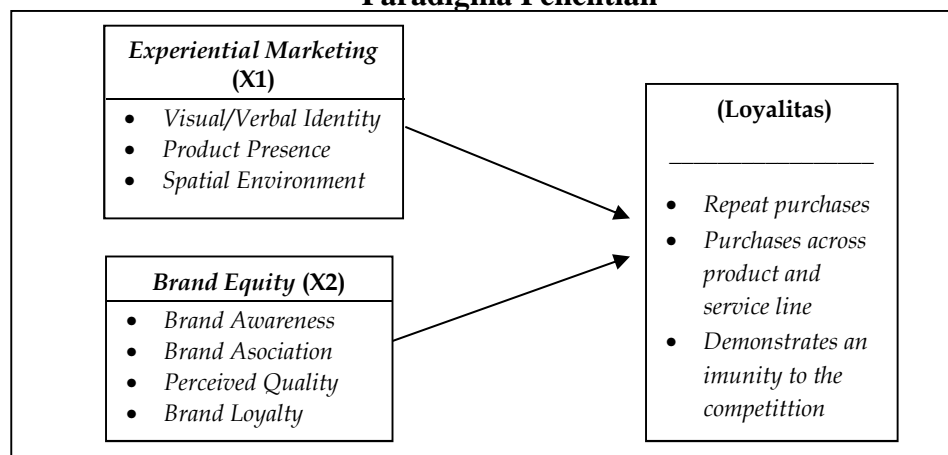 Paradigma Penelitian
Experiential Marketing
(X1)
• Visual/Verbal Identity
• Product Presence
• Spatial Environment
Brand Equity (X2)
• Brand Awareness
• Brand Asociation
• Perceived Quality
• Brand Loyalty
(Loyalitas)
• Repeat purchases
• Purchases across
product and
service line
• Demonstrates an
imunity to the
competittion